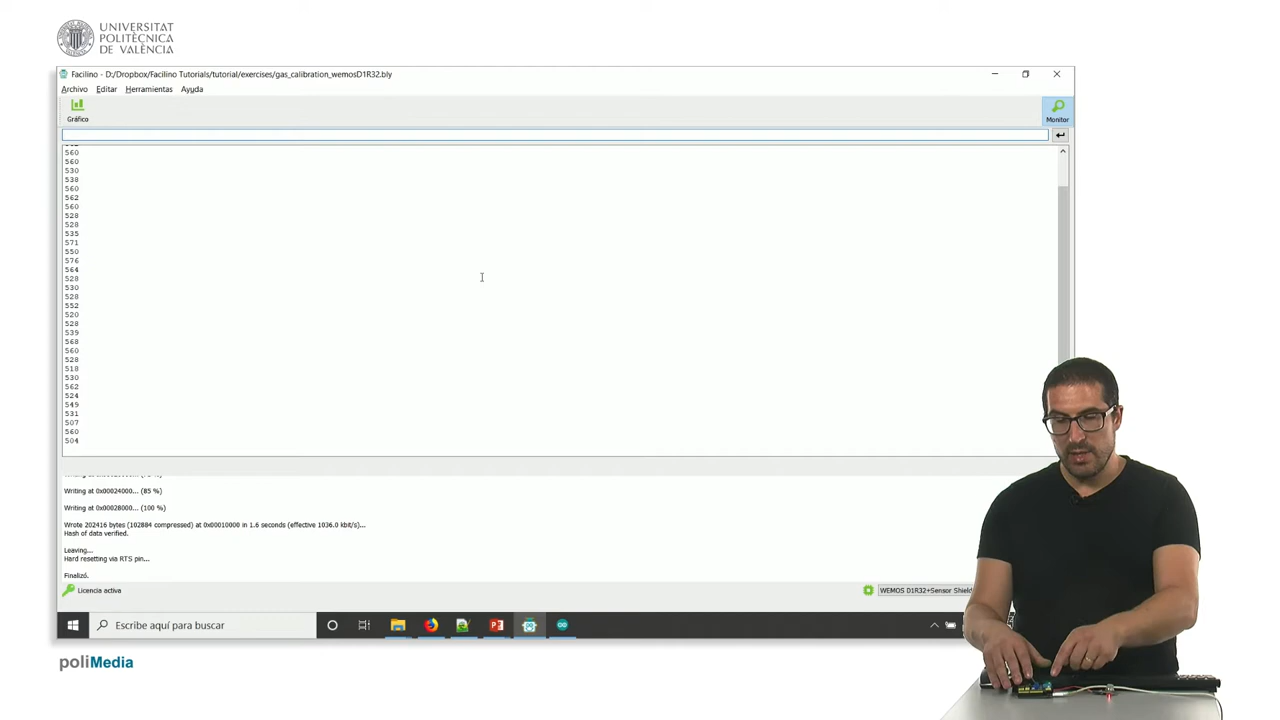 UNIVERSITAT
POLITÈCNICA
DE VALÈNCIA
Facilino - D:/Dropbox/Facilino Tutorials/tutorial/exercises/gas_calibration_wemosD1R32.bly
Archivo Editar Herramientas Ayuda
Gráfico
Monitor
560
560
530
538
560
562
560
528
528
535
571
550
576
564
528
530
528
552
520
528
539
568
560
528
518
530
562
524
549
531
507
560
504
Writing at 0x00024000... (85 %)
Writing at 0x00028000... (100 %)
Wrote 202416 bytes (102884 compressed) at 0x00010000 in 1.6 seconds (effective 1036.0 kbit/s)...
Hash of data verified.
Leaving...
Hard resetting via RTS pin...
Finalizó.
Licencia activa
WEMOS D1R32+Sensor Shield
Escribe aquí para buscar
poliMedia